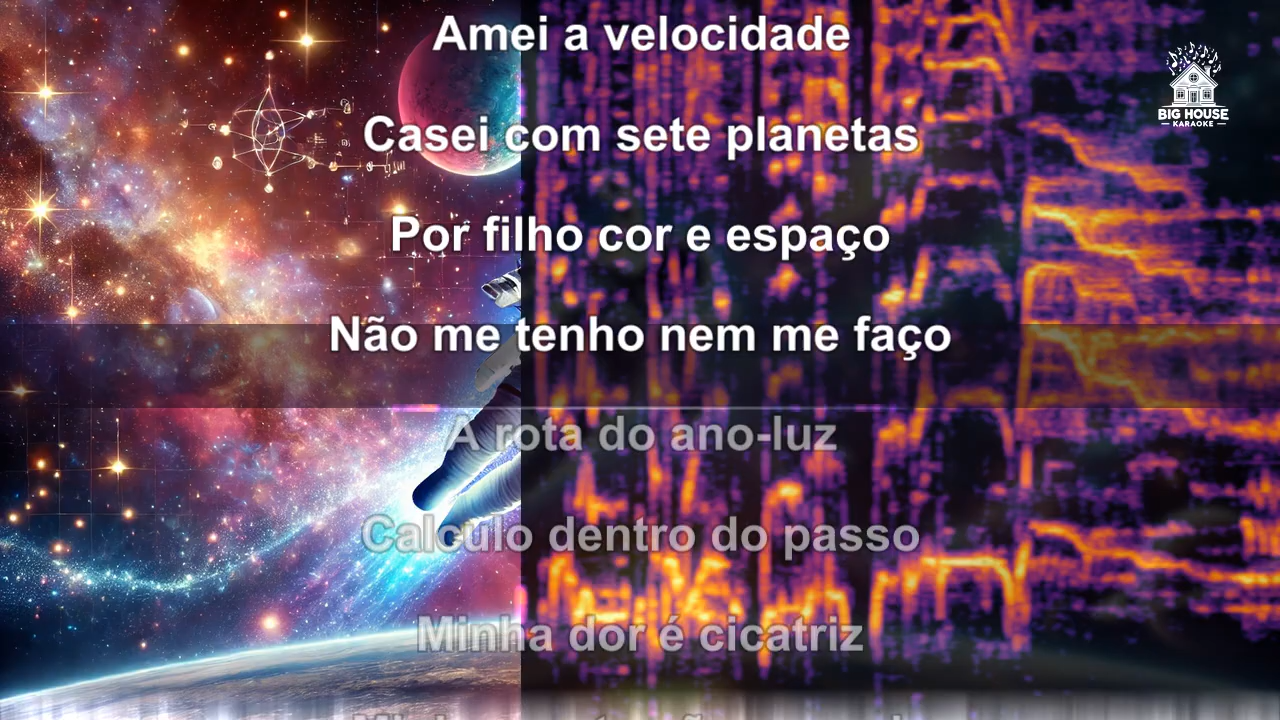 Amei a velocidade
Casei com sete planetas
Por filho cor e espaço
Não me tenho nem me faço
A rota do ano-luz
Calculo dentro do passo
Minha dor é cicatriz
BIG HOUSE
KARAOKE